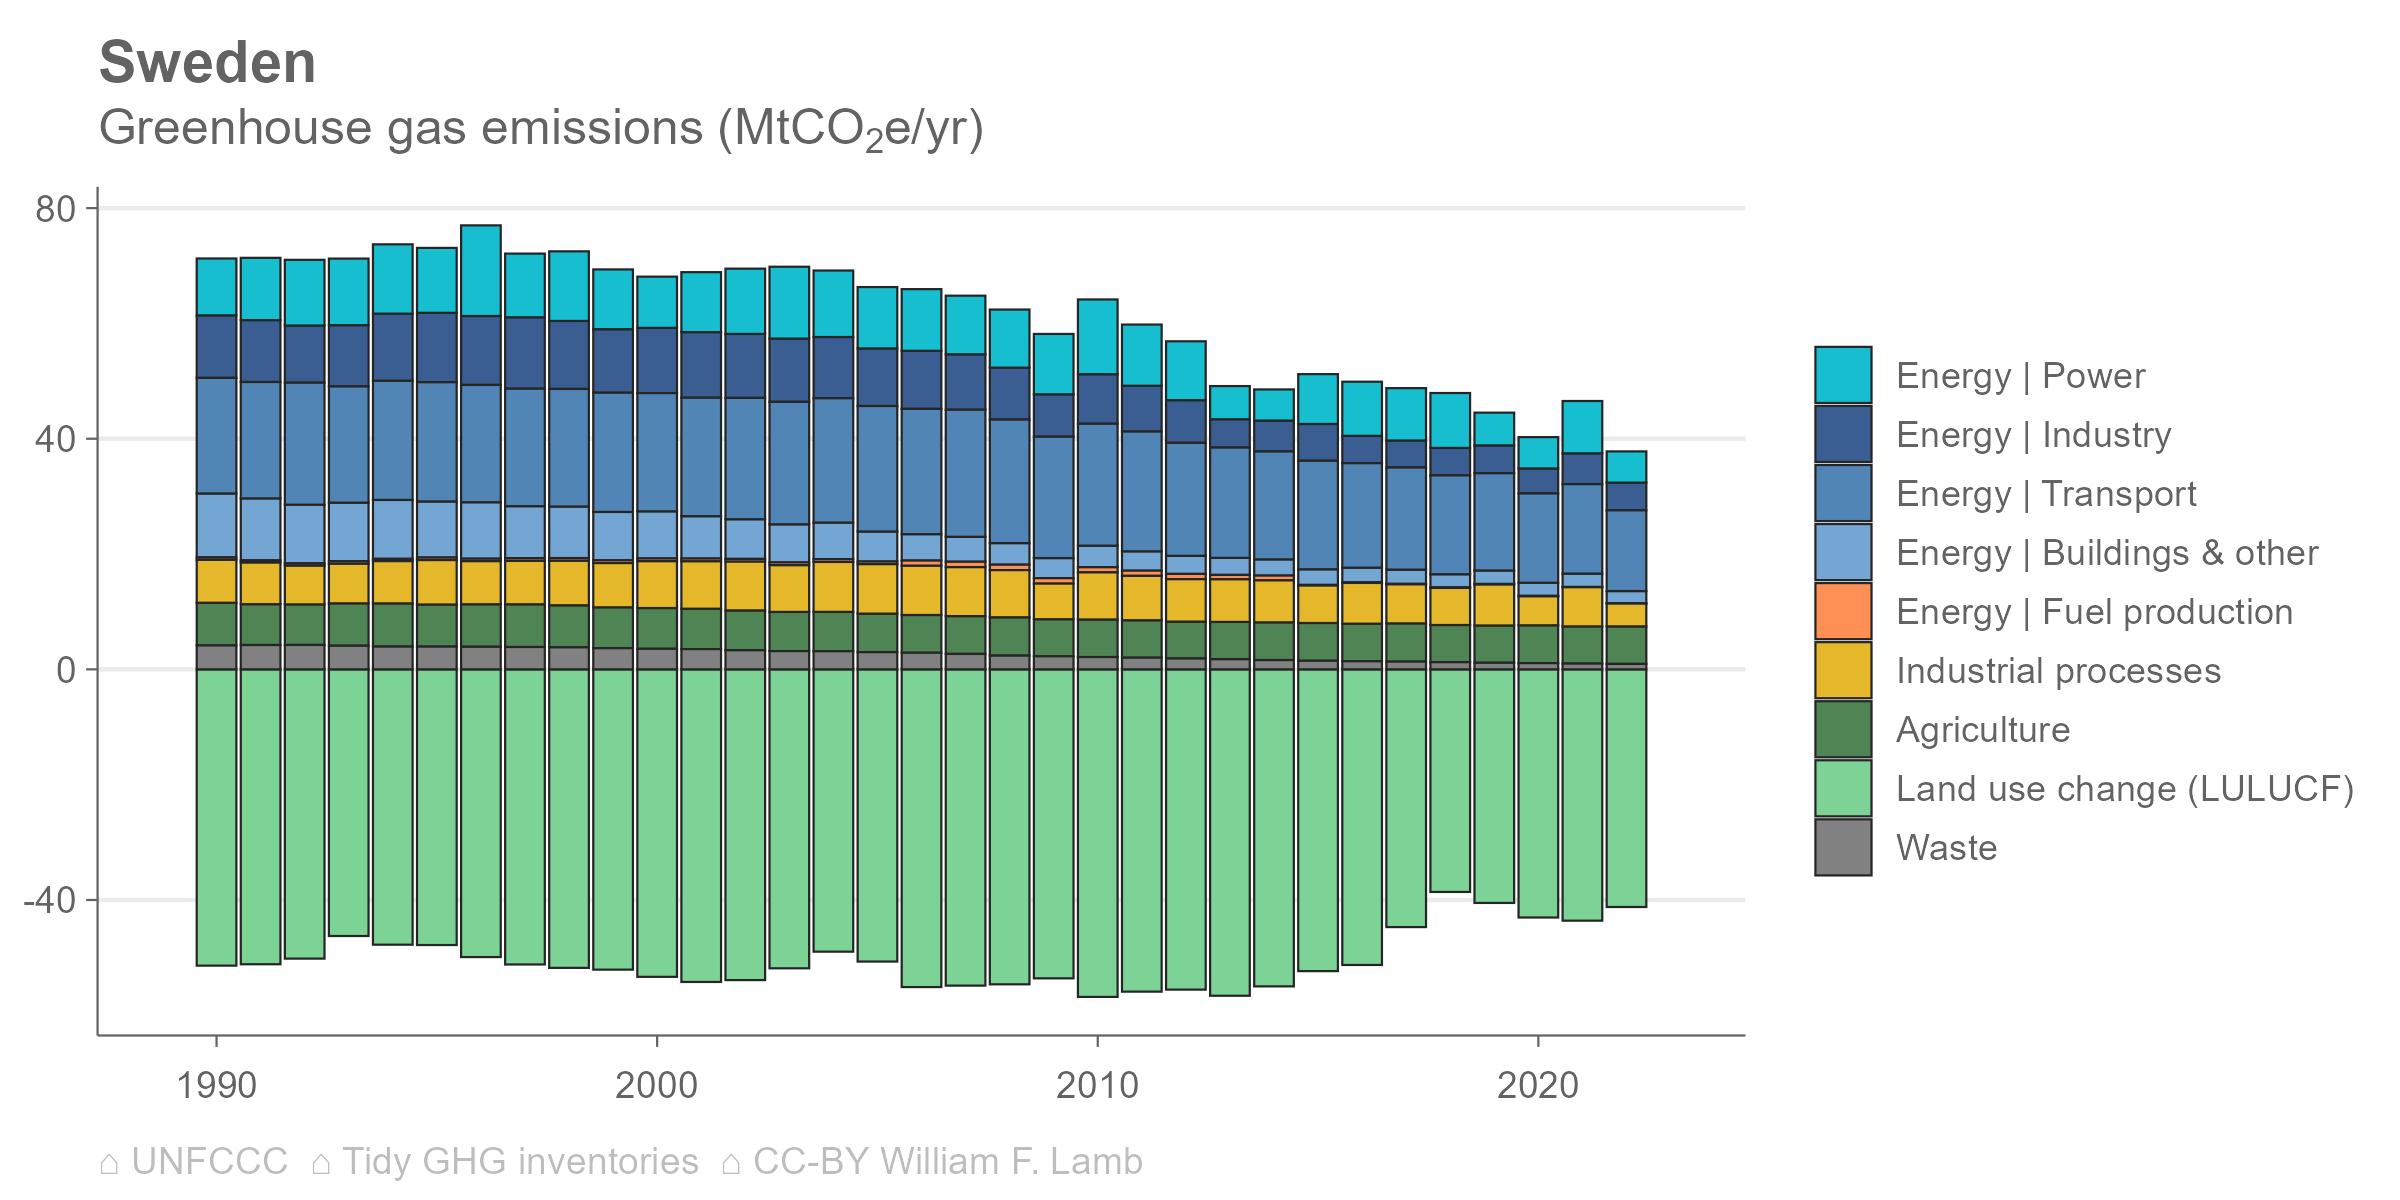 Sweden
Greenhouse gas emissions (MtCO₂e/yr)
80
40
0
-40
1990 2000 2010 2020
Energy | Power
Energy | Industry
Energy | Transport
Energy | Buildings & other
Energy | Fuel production
Industrial processes
Agriculture
Land use change (LULUCF)
Waste
⌂ UNFCCC ⌂ Tidy GHG inventories ⌂ CC-BY William F. Lamb